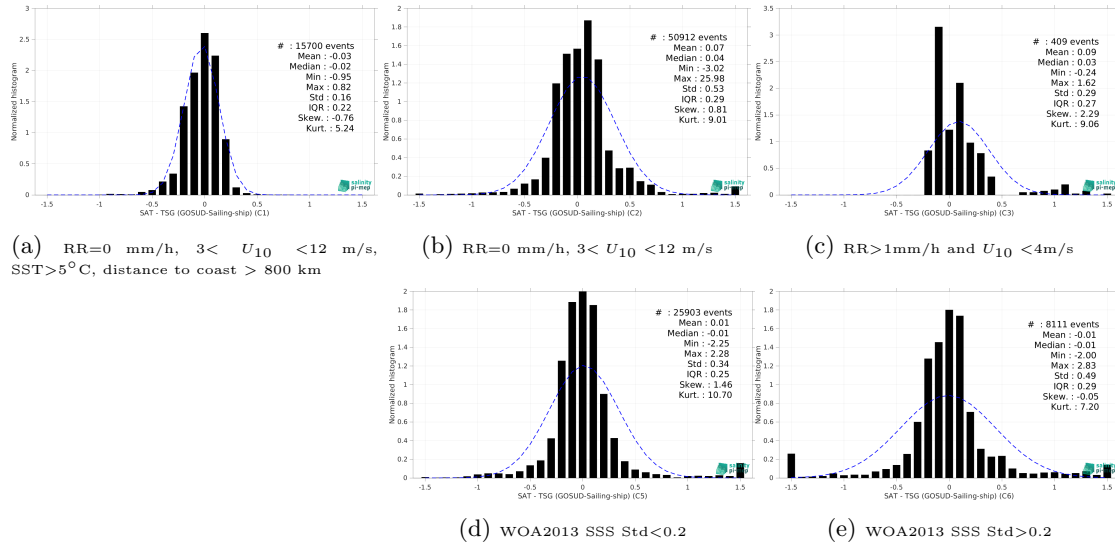 3
2.5
2
1.5
1
0.5
0
Normalized histogram
-1.5 -1 -0.5 0 0.5 1 1.5
# : 15700 events
Mean : -0.03
Median : -0.02
Min : -0.95
Max : 0.82
Std : 0.16
IQR : 0.22
Skew. : -0.76
Kurt. : 5.24
salinity
pi-mep
SAT - TSG (GOSUD-Sailing-ship) (C1)
(a) RR=0 mm/h, 3< U10 <12 m/s,
SST>5°C, distance to coast > 800 km
2
1.8
1.6
1.4
1.2
1
0.8
0.6
0.4
0.2
0
Normalized histogram
-1.5 -1 -0.5 0 0.5 1 1.5
# : 50912 events
Mean : 0.07
Median : 0.04
Min : -3.02
Max : 25.98
Std : 0.53
IQR : 0.29
Skew. : 0.81
Kurt. : 9.01
salinity
pi-mep
SAT - TSG (GOSUD-Sailing-ship) (C2)
(b) RR=0 mm/h, 3< U10 <12 m/s
3.5
3
2.5
2
1.5
1
0.5
0
Normalized histogram
-1.5 -1 -0.5 0 0.5 1 1.5
# : 409 events
Mean : 0.09
Median : 0.03
Min : -0.24
Max : 1.62
Std : 0.29
IQR : 0.27
Skew. : 2.29
Kurt. : 9.06
salinity
pi-mep
SAT - TSG (GOSUD-Sailing-ship) (C3)
(c) RR>1mm/h and U10 <4m/s
2
1.8
1.6
1.4
1.2
1
0.8
0.6
0.4
0.2
0
Normalized histogram
-1.5 -1 -0.5 0 0.5 1 1.5
# : 25903 events
Mean : 0.01
Median : -0.01
Min : -2.25
Max : 2.28
Std : 0.34
IQR : 0.25
Skew. : 1.46
Kurt. : 10.70
salinity
pi-mep
SAT - TSG (GOSUD-Sailing-ship) (C5)
(d) WOA2013 SSS Std<0.2
2
1.8
1.6
1.4
1.2
1
0.8
0.6
0.4
0.2
0
Normalized histogram
-1.5 -1 -0.5 0 0.5 1 1.5
# : 8111 events
Mean : -0.01
Median : -0.01
Min : -2.00
Max : 2.83
Std : 0.49
IQR : 0.29
Skew. : -0.05
Kurt. : 7.20
salinity
pi-mep
SAT - TSG (GOSUD-Sailing-ship) (C6)
(e) WOA2013 SSS Std>0.2